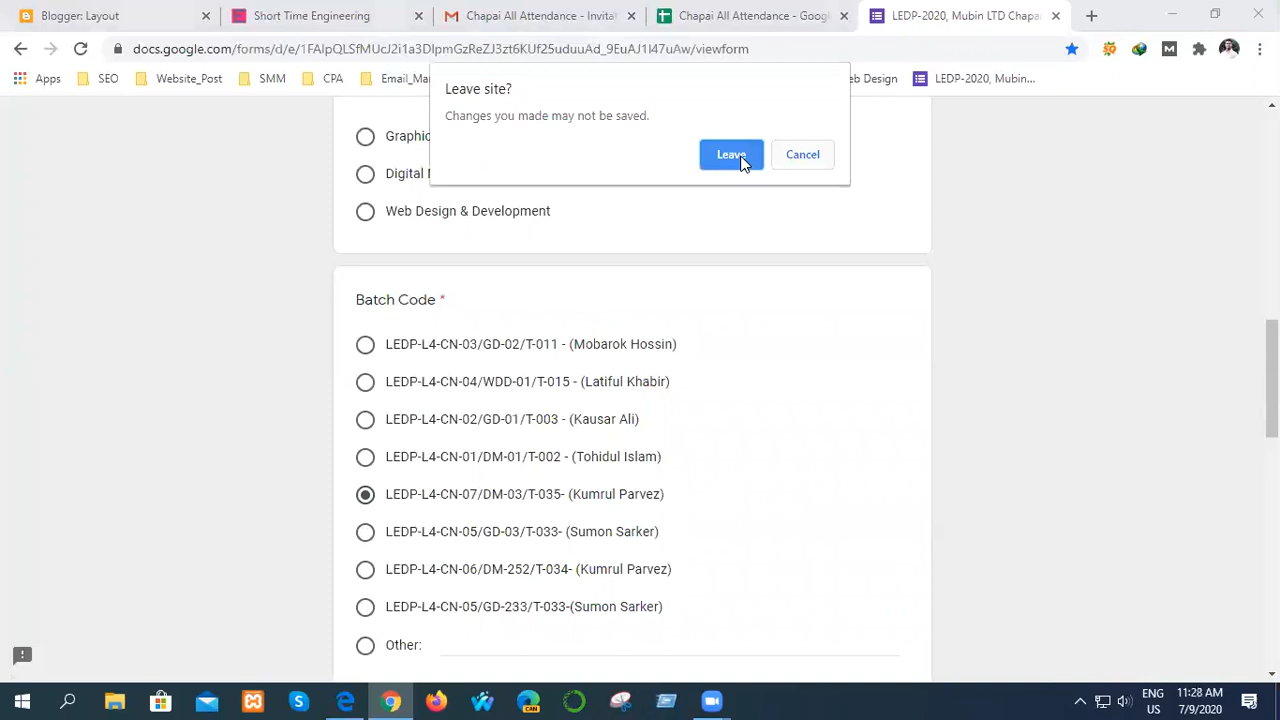 Blogger: Layout
Short Time Engineering
Chapai All Attendance - Invita
Chapai All Attendance - Goog
LEDP-2020, Mubin LTD Chapa
docs.google.com/forms/d/e/1FAIpQLSfMUcJ2i1a3DIpmGzReZJ3zt6KUf25uduuAd_9EuAJ1I47uAw/viewform
Apps
SEO
Website_Post
SMM
CPA
Email_Mar
eb Design
LEDP-2020, Mubin...
Leave site?
Changes you made may not be saved.
Leave
Cancel
Graphic
Digital M
Web Design & Development
Batch Code *
LEDP-L4-CN-03/GD-02/T-011 - (Mobarok Hossin)
LEDP-L4-CN-04/WDD-01/T-015 - (Latiful Khabir)
LEDP-L4-CN-02/GD-01/T-003 - (Kausar Ali)
LEDP-L4-CN-01/DM-01/T-002 - (Tohidul Islam)
LEDP-L4-CN-07/DM-03/T-035- (Kumrul Parvez)
LEDP-L4-CN-05/GD-03/T-033- (Sumon Sarker)
LEDP-L4-CN-06/DM-252/T-034- (Kumrul Parvez)
LEDP-L4-CN-05/GD-233/T-033-(Sumon Sarker)
Other:
ENG
US
11:28 AM
7/9/2020